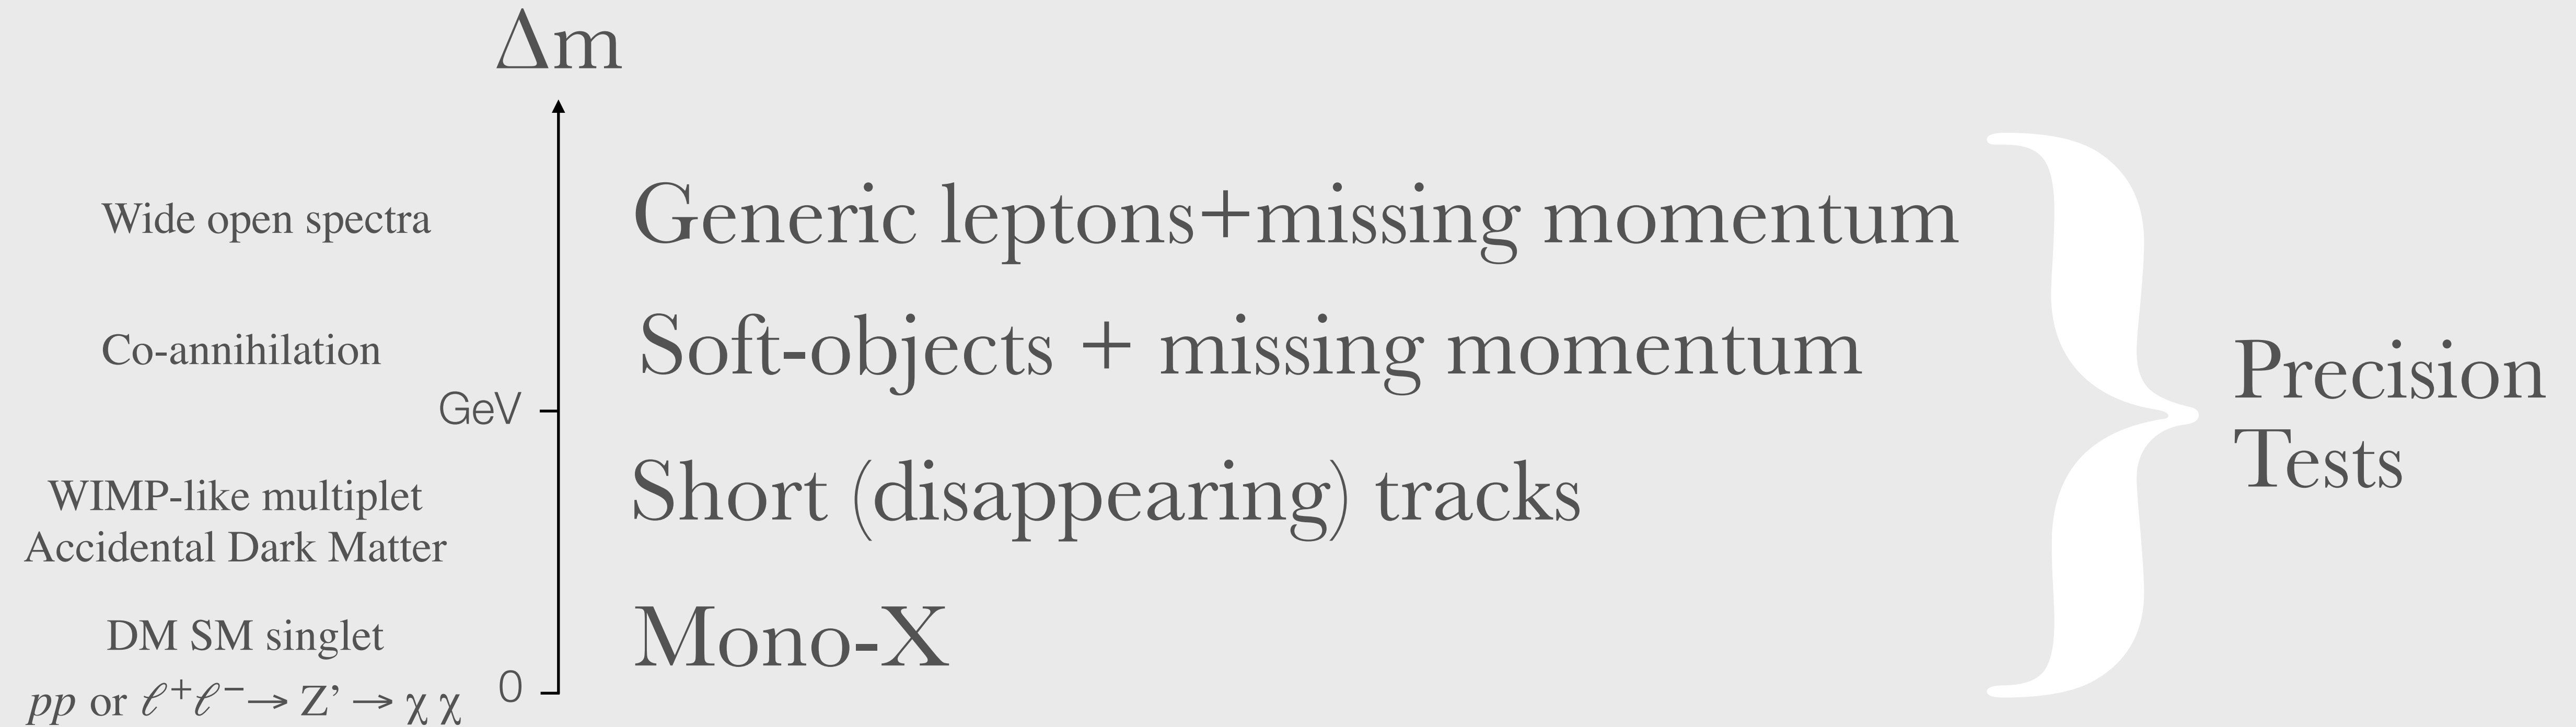 Δm
Wide open spectra
Generic leptons+missing momentum
Co-annihilation
Soft-objects + missing momentum
GeV
Precision
Tests
WIMP-like multiplet
Accidental Dark Matter
Short (disappearing) tracks
DM SM singlet
Mono-X
pp or ℓ⁺ℓ⁻→ Z’ → χ χ
0